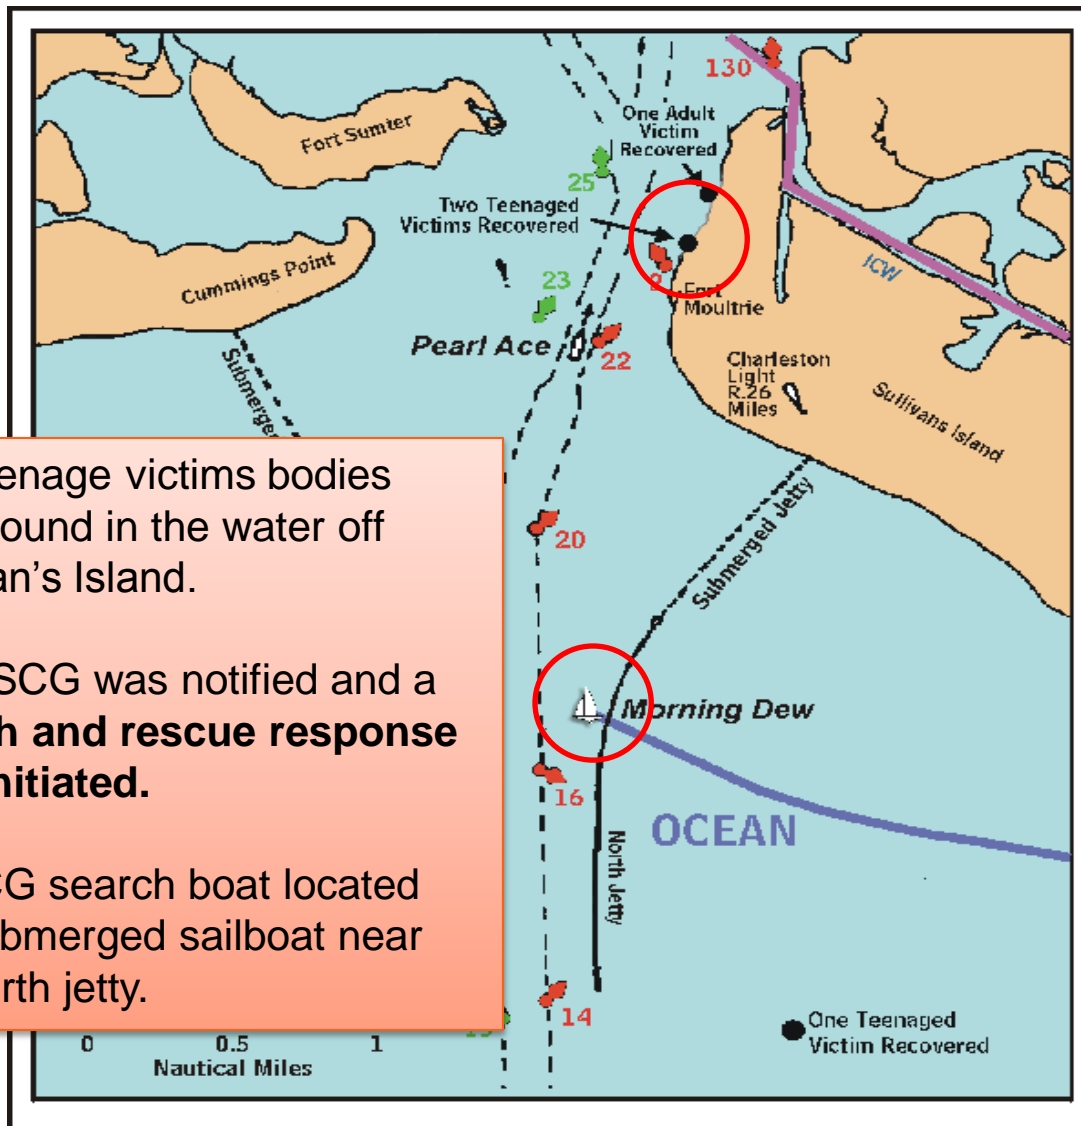 130
One Adult
Victim
Recovered
Fort Sumter
25
Two Teenaged
Victims Recovered
ICW
Cummings Point
23
2
Fort
Moultrie
Pearl Ace
22
Charleston
Light
R.26
Miles
Sullivans Island
Submerged
enage victims bodies
ound in the water off
an’s Island.
SCG was notified and a
h and rescue response
nitiated.
CG search boat located
bmerged sailboat near
rth jetty.
20
Submerged Jetty
Morning Dew
16
OCEAN
North Jetty
14
One Teenaged
Victim Recovered
0 0.5 1
Nautical Miles